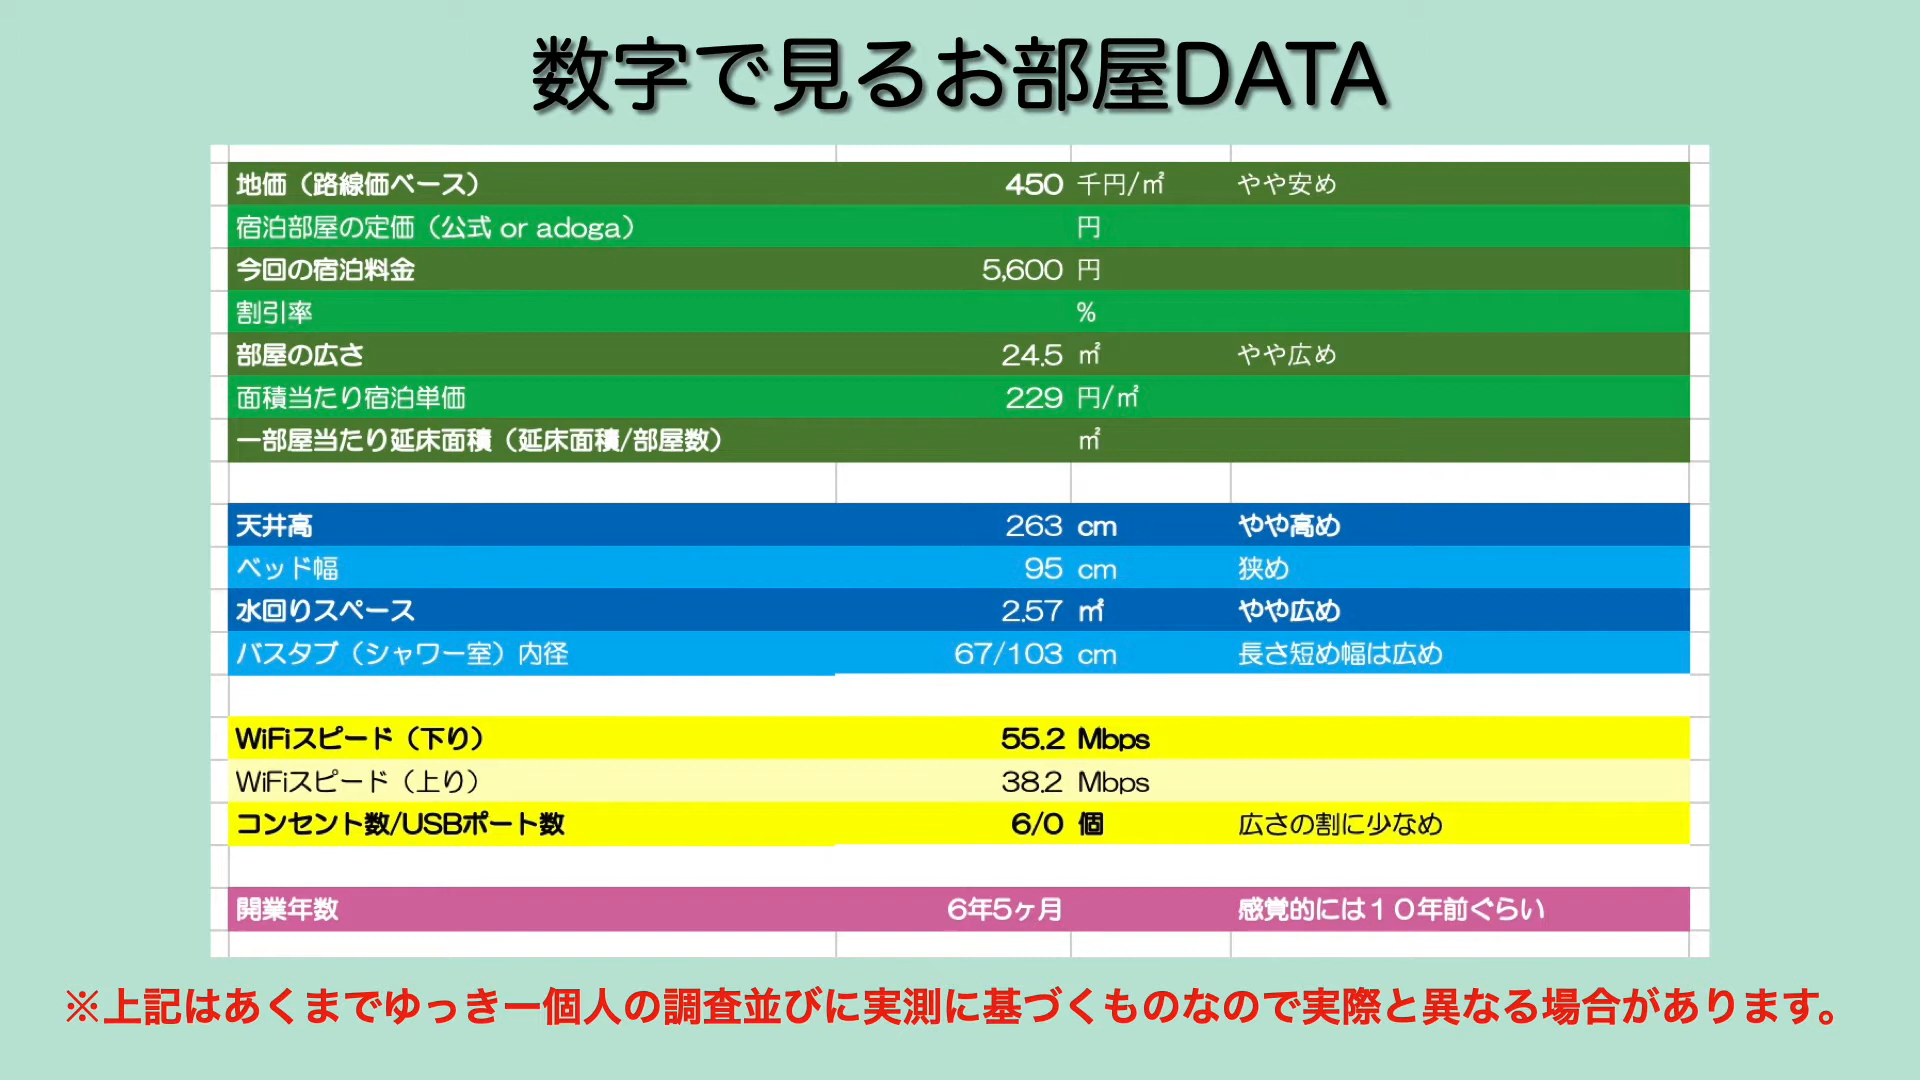 数字で見るお部屋DATA
地価（路線価ベース） 450 千円/㎡ やや安め
宿泊部屋の定価（公式 or adoga） 円
今回の宿泊料金 5,600 円
割引率 %
部屋の広さ 24.5 ㎡ やや広め
面積当たり宿泊単価 229 円/㎡
一部屋当たり延床面積（延床面積/部屋数） ㎡
天井高 263 cm やや高め
ベッド幅 95 cm 狭め
水回りスペース 2.57 ㎡ やや広め
バスタブ（シャワー室）内径 67/103 cm 長さ短め幅は広め
WiFiスピード（下り） 55.2 Mbps
WiFiスピード（上り） 38.2 Mbps
コンセント数/USBポート数 6/0 個 広さの割に少なめ
開業年数 6年5ヶ月 感覚的には１０年前ぐらい
※上記はあくまでゆっきー個人の調査並びに実測に基づくものなので実際と異なる場合があります。